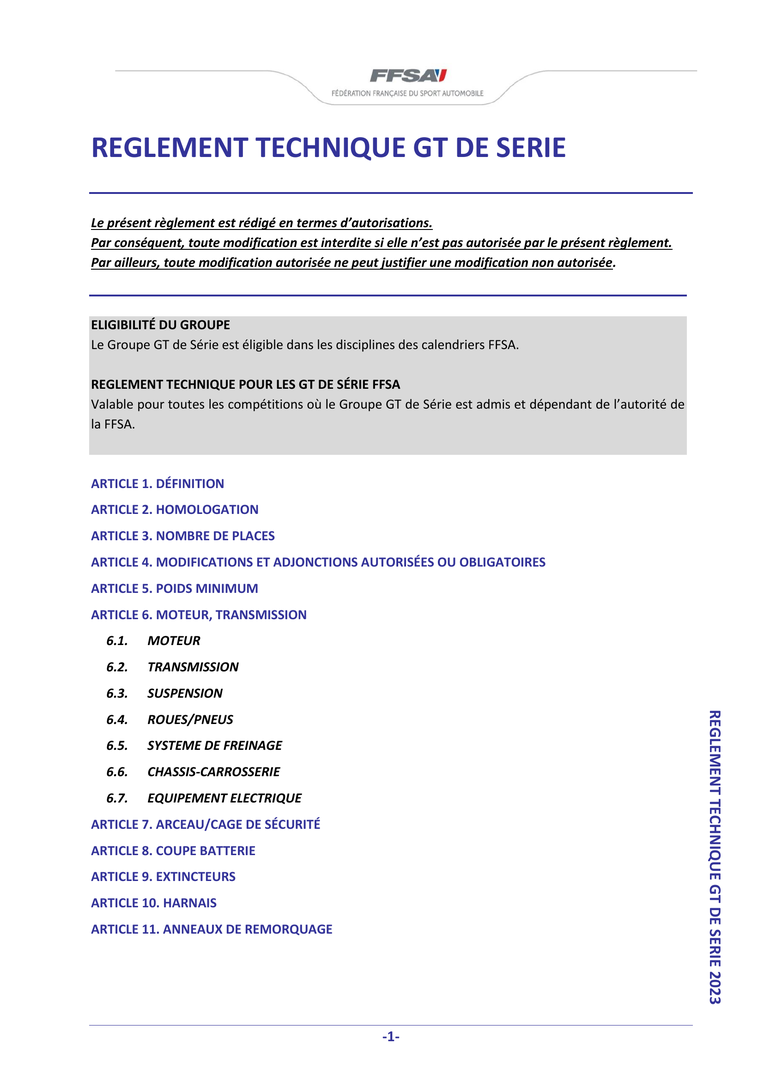 FFSA
FÉDÉRATION FRANÇAISE DU SPORT AUTOMOBILE
REGLEMENT TECHNIQUE GT DE SERIE
Le présent règlement est rédigé en termes d’autorisations.
Par conséquent, toute modification est interdite si elle n’est pas autorisée par le présent règlement.
Par ailleurs, toute modification autorisée ne peut justifier une modification non autorisée.
ELIGIBILITÉ DU GROUPE
Le Groupe GT de Série est éligible dans les disciplines des calendriers FFSA.
REGLEMENT TECHNIQUE POUR LES GT DE SÉRIE FFSA
Valable pour toutes les compétitions où le Groupe GT de Série est admis et dépendant de l’autorité de
la FFSA.
ARTICLE 1. DÉFINITION
ARTICLE 2. HOMOLOGATION
ARTICLE 3. NOMBRE DE PLACES
ARTICLE 4. MODIFICATIONS ET ADJONCTIONS AUTORISÉES OU OBLIGATOIRES
ARTICLE 5. POIDS MINIMUM
ARTICLE 6. MOTEUR, TRANSMISSION
6.1. MOTEUR
6.2. TRANSMISSION
6.3. SUSPENSION
6.4. ROUES/PNEUS
6.5. SYSTEME DE FREINAGE
6.6. CHASSIS-CARROSSERIE
6.7. EQUIPEMENT ELECTRIQUE
ARTICLE 7. ARCEAU/CAGE DE SÉCURITÉ
ARTICLE 8. COUPE BATTERIE
ARTICLE 9. EXTINCTEURS
ARTICLE 10. HARNAIS
ARTICLE 11. ANNEAUX DE REMORQUAGE
REGLEMENT TECHNIQUE GT DE SERIE 2023
-1-